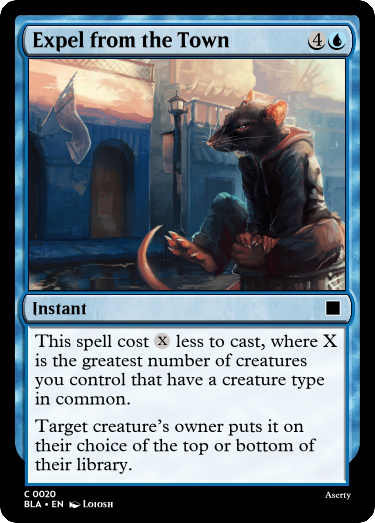 Expel from the Town 4
Instant
This spell cost X less to cast, where X
is the greatest number of creatures
you control that have a creature type
in common.
Target creature's owner puts it on
their choice of the top or bottom of
their library.
C 0020
BLA • EN Loiosh
Aserty